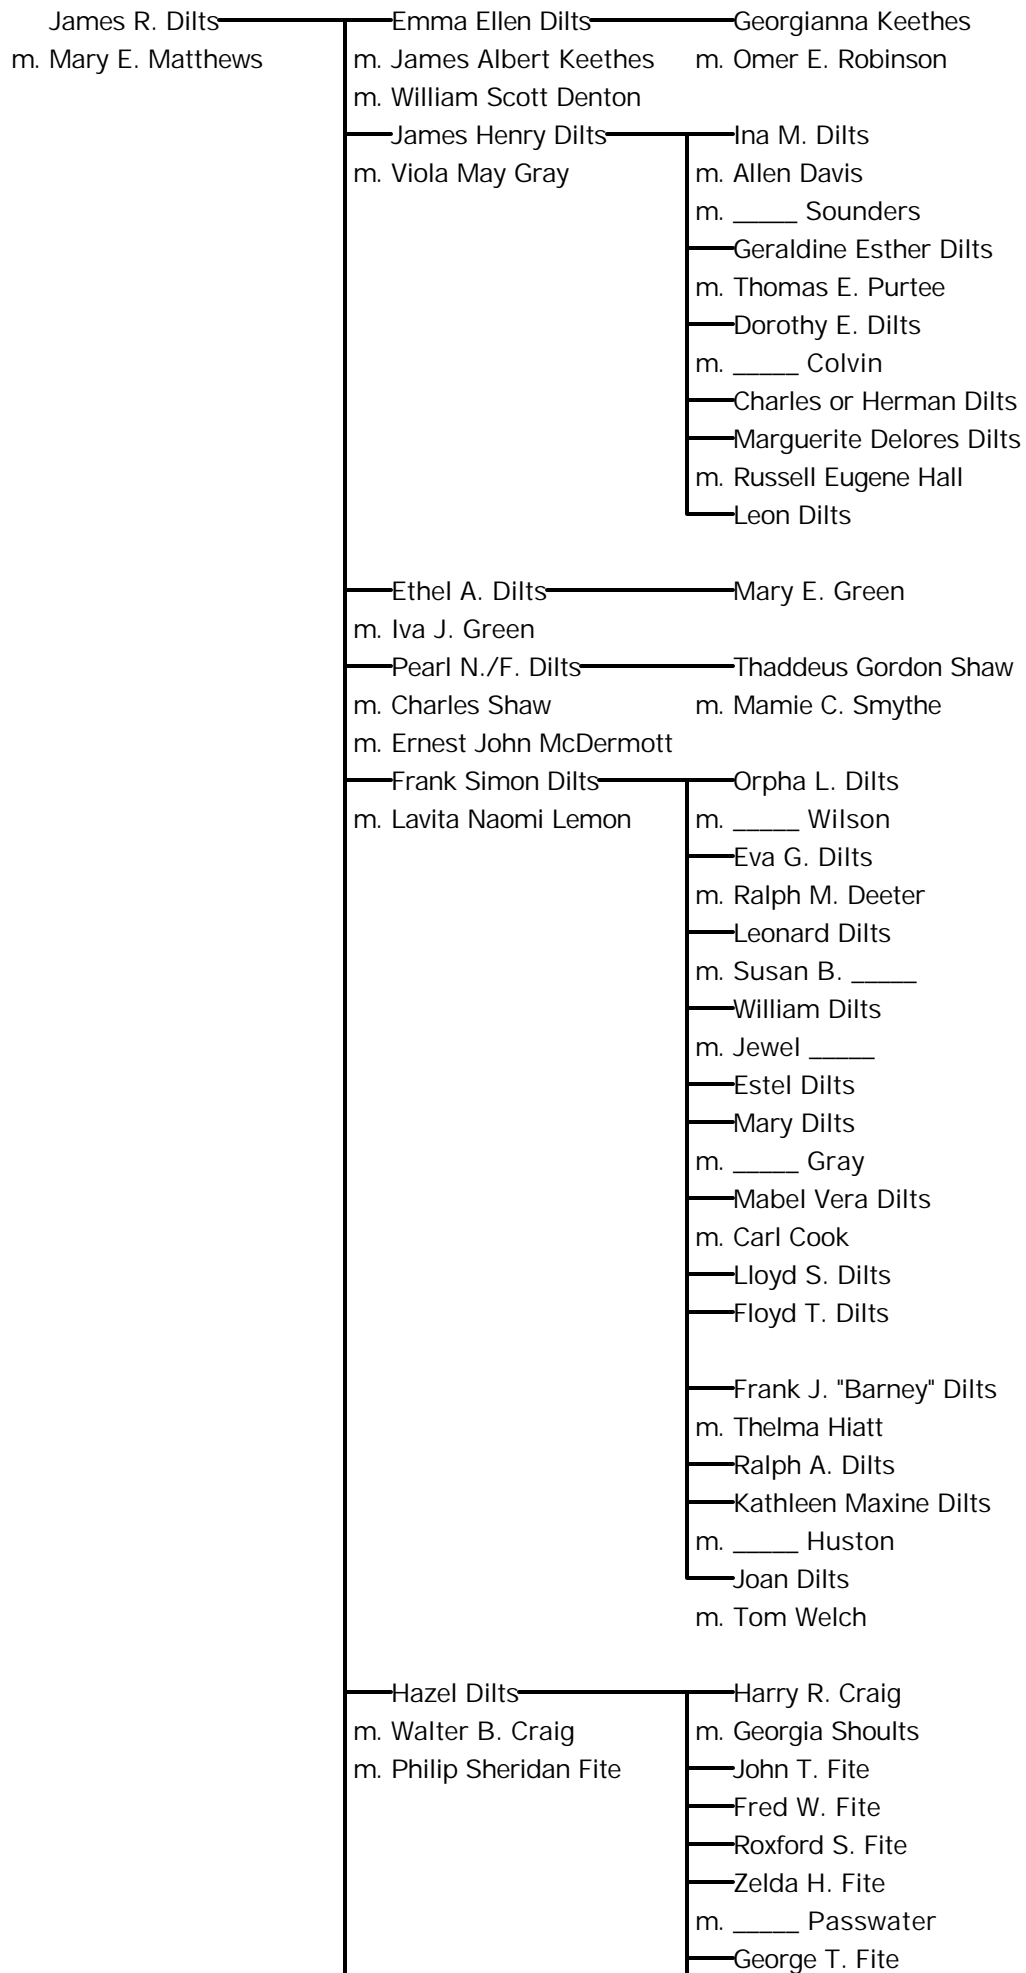 James R. Dilts Emma Ellen Dilts Georgianna Keethes
m. Mary E. Matthews m. James Albert Keethes m. Omer E. Robinson
m. William Scott Denton
James Henry Dilts Ina M. Dilts
m. Viola May Gray m. Allen Davis
m. _____ Sounders
Geraldine Esther Dilts
m. Thomas E. Purtee
Dorothy E. Dilts
m. _____ Colvin
Charles or Herman Dilts
Marguerite Delores Dilts
m. Russell Eugene Hall
Leon Dilts
Ethel A. Dilts Mary E. Green
m. Iva J. Green
Pearl N./F. Dilts Thaddeus Gordon Shaw
m. Charles Shaw m. Mamie C. Smythe
m. Ernest John McDermott
Frank Simon Dilts Orpha L. Dilts
m. Lavita Naomi Lemon m. _____ Wilson
Eva G. Dilts
m. Ralph M. Deeter
Leonard Dilts
m. Susan B. _____
William Dilts
m. Jewel _____
Estel Dilts
Mary Dilts
m. _____ Gray
Mabel Vera Dilts
m. Carl Cook
Lloyd S. Dilts
Floyd T. Dilts
Frank J. "Barney" Dilts
m. Thelma Hiatt
Ralph A. Dilts
Kathleen Maxine Dilts
m. _____ Huston
Joan Dilts
m. Tom Welch
Hazel Dilts Harry R. Craig
m. Walter B. Craig m. Georgia Shoults
m. Philip Sheridan Fite John T. Fite
Fred W. Fite
Roxford S. Fite
Zelda H. Fite
m. _____ Passwater
George T. Fite